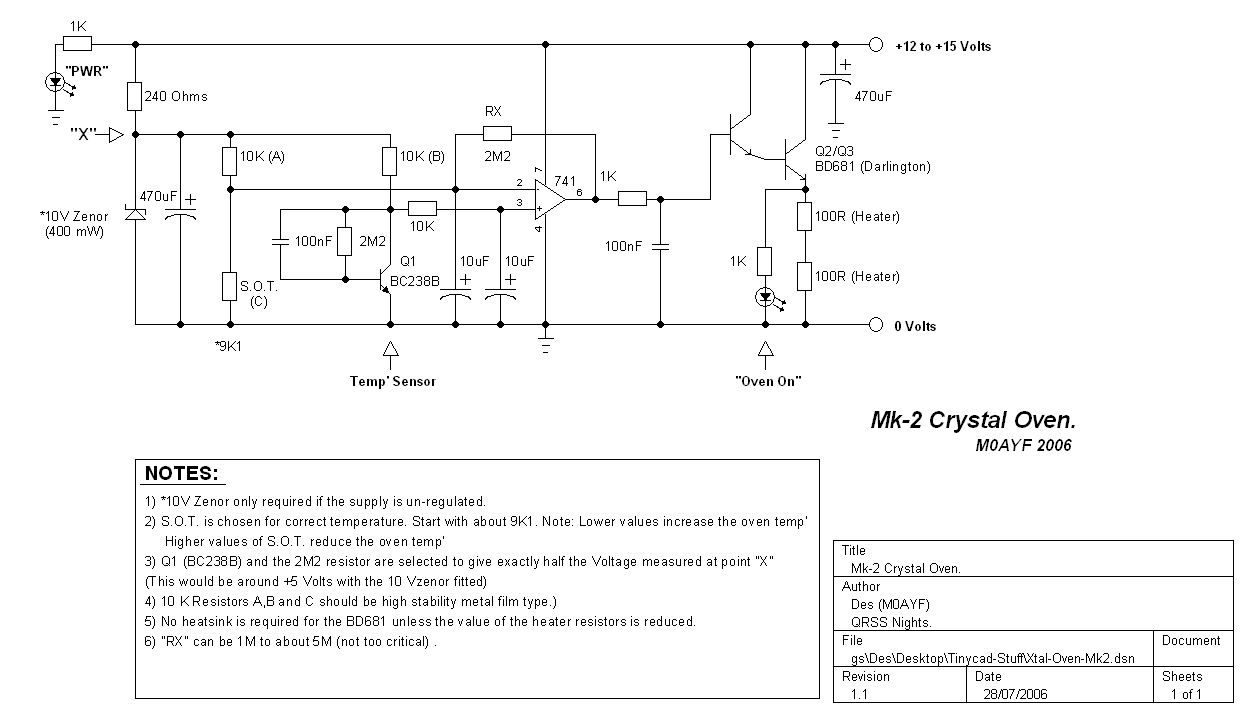 1K
+12 to +15 Volts
"PWR"
240 Ohms
470uF
RX
"X"
2M2
10K (A)
10K (B)
Q2/Q3
BD681 (Darlington)
7
741
1K
2
6
470uF
3
*10V Zenor
(400 mW)
100R (Heater)
10K
4
100nF
2M2
100nF
Q1
10uF
10uF
1K
BC238B
100R (Heater)
S.O.T.
(C)
0 Volts
*9K1
Temp' Sensor
"Oven On"
Mk-2 Crystal Oven.
M0AYF 2006
NOTES:
1) *10V Zenor only required if the supply is un-regulated.
2) S.O.T. is chosen for correct temperature. Start with about 9K1. Note: Lower values increase the oven temp'
Higher values of S.O.T. reduce the oven temp'
3) Q1 (BC238B) and the 2M2 resistor are selected to give exactly half the Voltage measured at point "X"
(This would be around +5 Volts with the 10 Vzenor fitted)
4) 10 K Resistors A,B and C should be high stability metal film type.)
5) No heatsink is required for the BD681 unless the value of the heater resistors is reduced.
6) "RX" can be 1M to about 5M (not too critical) .
Title
Mk-2 Crystal Oven.
Author
Des (M0AYF)
QRSS Nights.
File
gs\Des\Desktop\Tinycad-Stuff\Xtal-Oven-Mk2.dsn
Document
Revision
1.1
Date
28/07/2006
Sheets
1 of 1